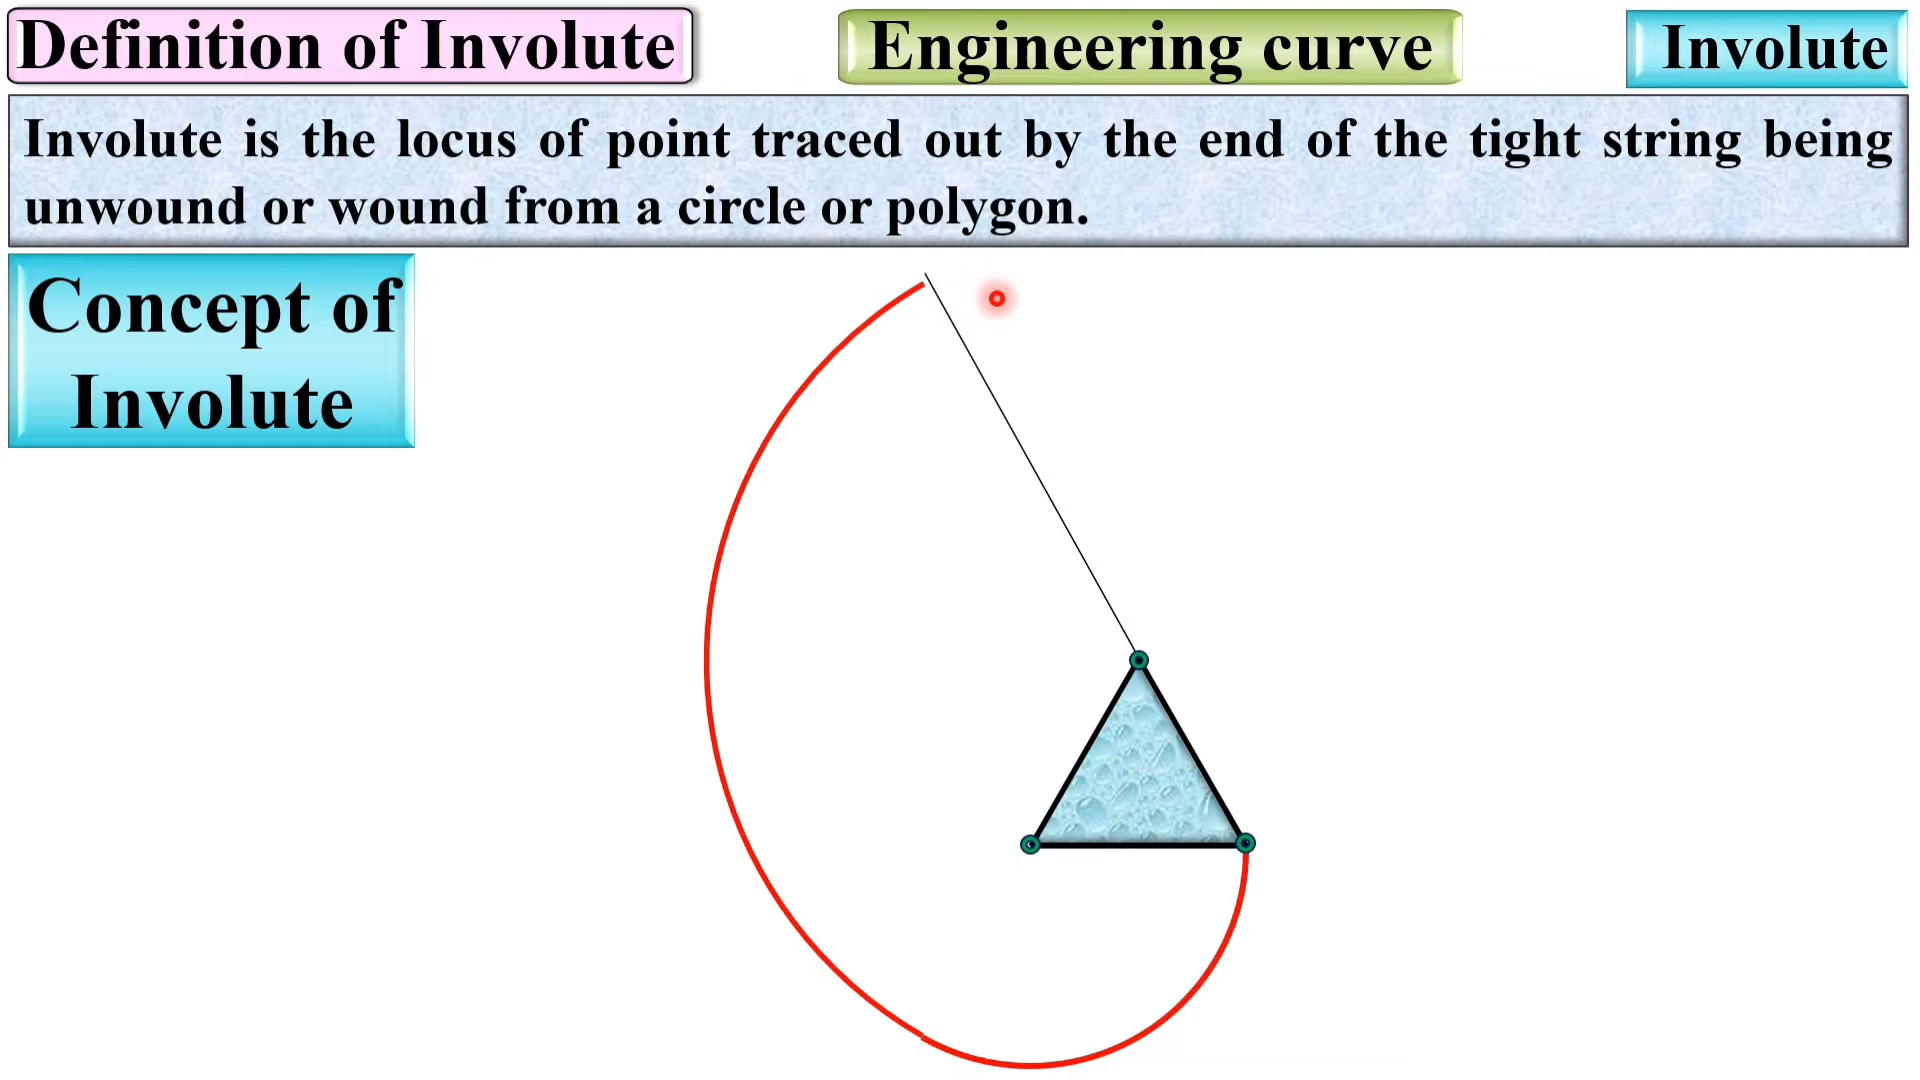 Definition of Involute
Engineering curve
Involute
Involute is the locus of point traced out by the end of the tight string being
unwound or wound from a circle or polygon.
Concept of
Involute